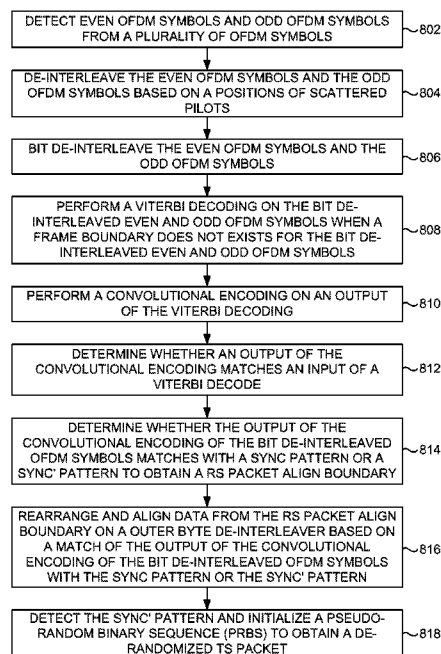 DETECT EVEN OFDM SYMBOLS AND ODD OFDM SYMBOLS
FROM A PLURALITY OF OFDM SYMBOLS
802
DE-INTERLEAVE THE EVEN OFDM SYMBOLS AND THE ODD
OFDM SYMBOLS BASED ON A POSITIONS OF SCATTERED
PILOTS
804
BIT DE-INTERLEAVE THE EVEN OFDM SYMBOLS AND THE
ODD OFDM SYMBOLS
806
PERFORM A VITERBI DECODING ON THE BIT DE-
INTERLEAVED EVEN AND ODD OFDM SYMBOLS WHEN A
FRAME BOUNDARY DOES NOT EXISTS FOR THE BIT DE-
INTERLEAVED EVEN AND ODD OFDM SYMBOLS
808
PERFORM A CONVOLUTIONAL ENCODING ON AN OUTPUT
OF THE VITERBI DECODING
810
DETERMINE WHETHER AN OUTPUT OF THE
CONVOLUTIONAL ENCODING MATCHES AN INPUT OF A
VITERBI DECODE
812
DETERMINE WHETHER THE OUTPUT OF THE
CONVOLUTIONAL ENCODING OF THE BIT DE-INTERLEAVED
OFDM SYMBOLS MATCHES WITH A SYNC PATTERN OR A
SYNC' PATTERN TO OBTAIN A RS PACKET ALIGN BOUNDARY
814
REARRANGE AND ALIGN DATA FROM THE RS PACKET ALIGN
BOUNDARY ON A OUTER BYTE DE-INTERLEAVER BASED ON
A MATCH OF THE OUTPUT OF THE CONVOLUTIONAL
ENCODING OF THE BIT DE-INTERLEAVED OFDM SYMBOLS
WITH THE SYNC PATTERN OR THE SYNC' PATTERN
816
DETECT THE SYNC' PATTERN AND INITIALIZE A PSEUDO-
RANDOM BINARY SEQUENCE (PRBS) TO OBTAIN A DE-
RANDOMIZED TS PACKET
818